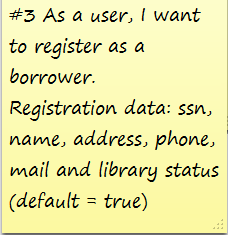 #3 As a user, I want
to register as a
borrower.
Registration data: ssn,
name, address, phone,
mail and library status
(default = true)